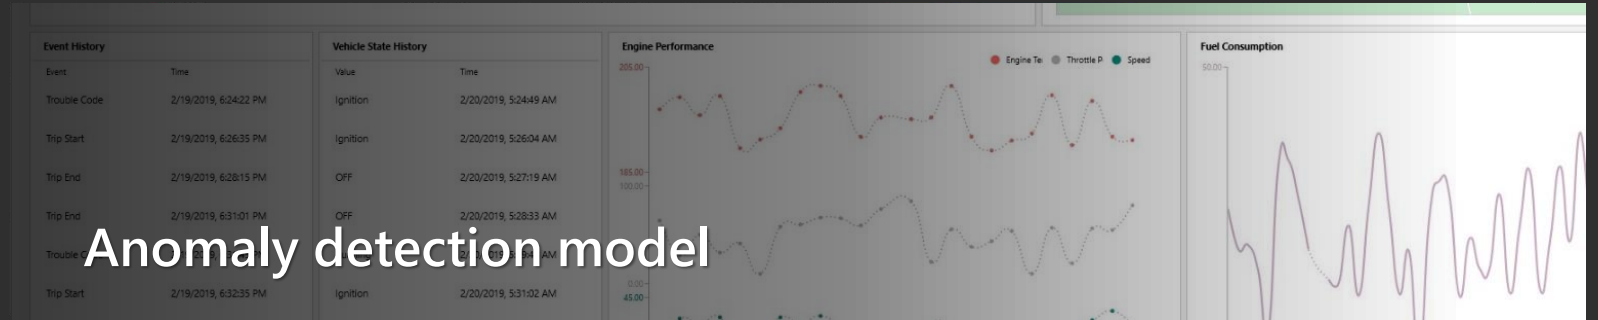 Event History
Event Time
Trouble Code 2/19/2019, 6:24:22 PM
Trip Start 2/19/2019, 6:26:35 PM
Trip End 2/19/2019, 6:28:15 PM
Trip End 2/19/2019, 6:31:01 PM
Trouble
Trip Start 2/19/2019, 6:32:35 PM
Vehicle State History
Value Time
Ignition 2/20/2019, 5:24:49 AM
Ignition 2/20/2019, 5:26:04 AM
OFF 2/20/2019, 5:27:19 AM
OFF 2/20/2019, 5:28:33 AM
Ignition 2/20/2019, 5:31:02 AM
Engine Performance
Engine Te Throttle P Speed
205.00
185.00
100.00
0.00
45.00
Fuel Consumption
50.00
Anomaly detection model